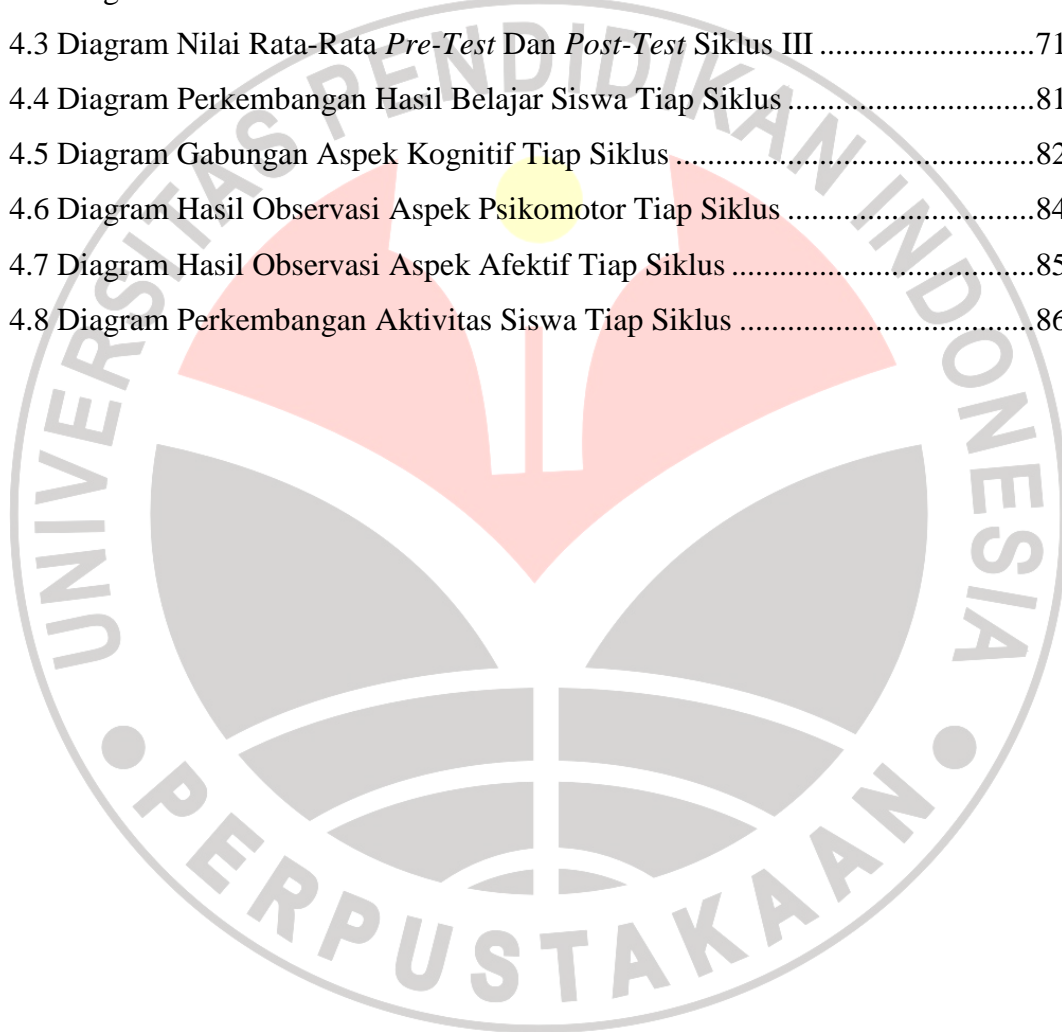 4.3 Diagram Nilai Rata-Rata Pre-Test Dan Post-Test Siklus III ...........................71
4.4 Diagram Perkembangan Hasil Belajar Siswa Tiap Siklus ...............................81
4.5 Diagram Gabungan Aspek Kognitif Tiap Siklus ............................................82
4.6 Diagram Hasil Observasi Aspek Psikomotor Tiap Siklus ................................84
4.7 Diagram Hasil Observasi Aspek Afektif Tiap Siklus ......................................85
4.8 Diagram Perkembangan Aktivitas Siswa Tiap Siklus .....................................86
UNIVERSITAS PENDIDIKAN INDONESIA
PERPUSTAKAAN